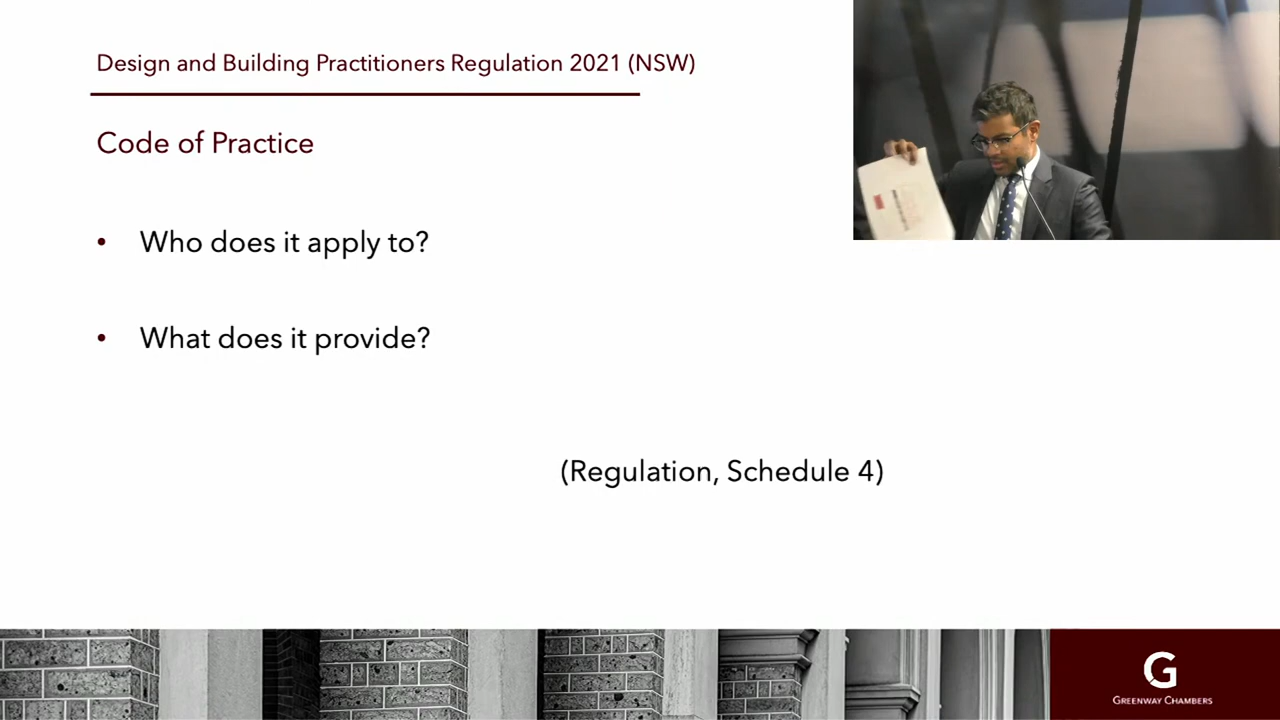 Design and Building Practitioners Regulation 2021 (NSW)
Code of Practice
• Who does it apply to?
• What does it provide?
(Regulation, Schedule 4)
G
GREENWAY CHAMBERS